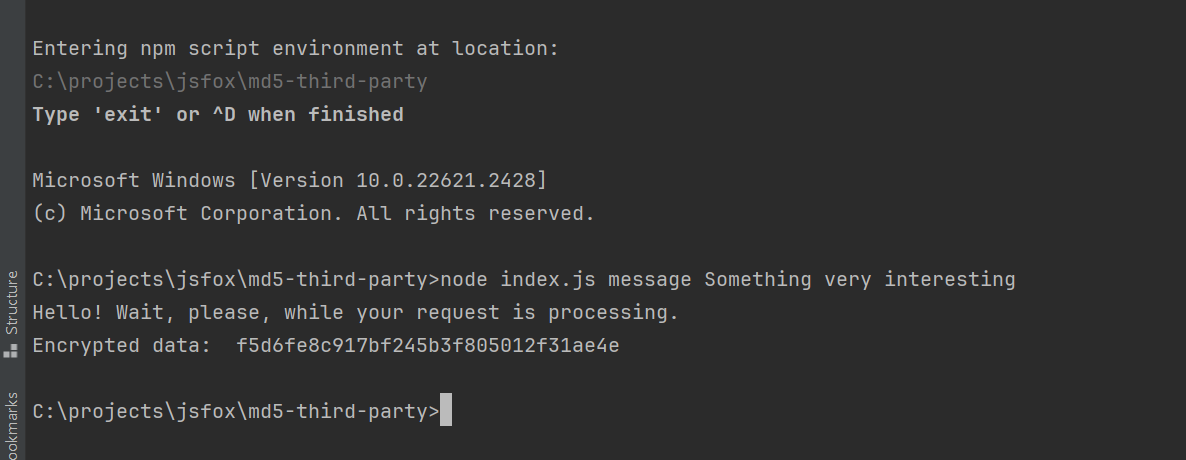 Entering npm script environment at location:
C:\projects\jsfox\md5-third-party
Type 'exit' or ^D when finished
Microsoft Windows [Version 10.0.22621.2428]
(c) Microsoft Corporation. All rights reserved.
C:\projects\jsfox\md5-third-party>node index.js message Something very interesting
Hello! Wait, please, while your request is processing.
Encrypted data:  f5d6fe8c917bf245b3f805012f31ae4e
C:\projects\jsfox\md5-third-party>
Structure
ookmarks